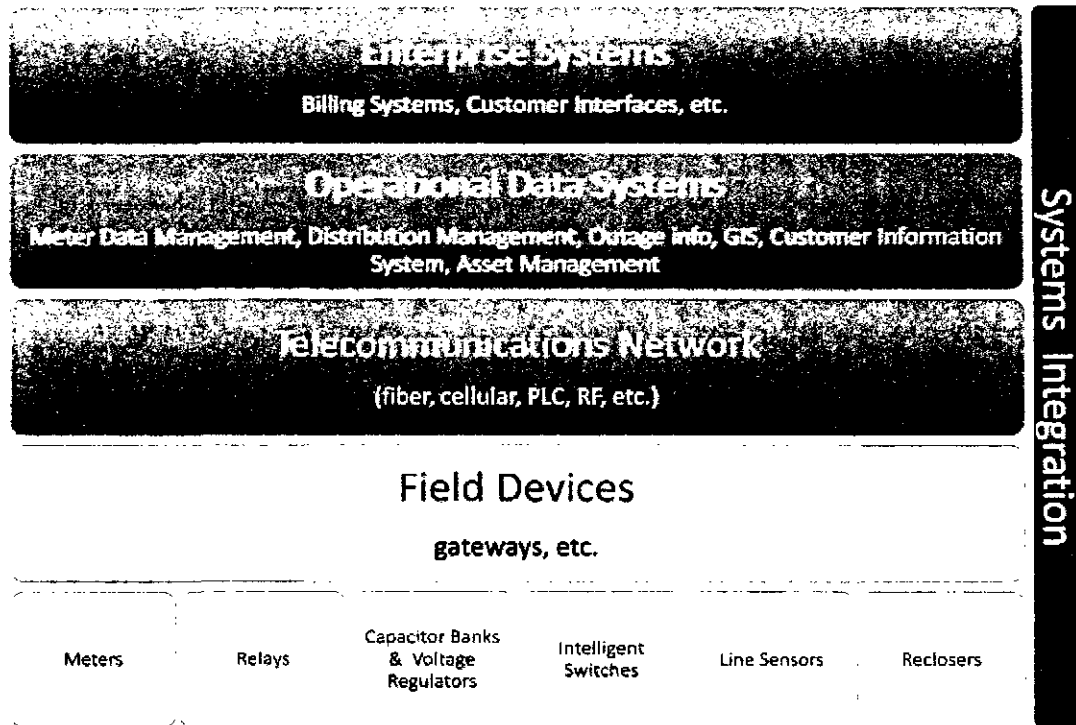 Enterprise Systems
Billing Systems, Customer Interfaces, etc.
Operational Data Systems
Meter Data Management, Distribution Management, Outage info, GIS, Customer Information
System, Asset Management
Telecommunications Network
(fiber, cellular, PLC, RF, etc.)
Field Devices
gateways, etc.
Meters
Relays
Capacitor Banks
& Voltage
Regulators
Intelligent
Switches
Line Sensors
Reclosers
Systems Integration